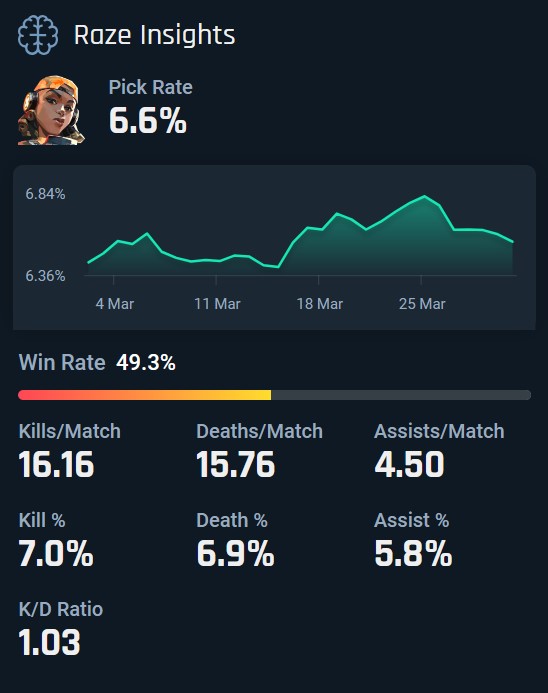 Raze Insights
Pick Rate
6.6%
6.84%
6.36%
4 Mar 11 Mar 18 Mar 25 Mar
Win Rate 49.3%
Kills/Match Deaths/Match Assists/Match
16.16 15.76 4.50
Kill % Death % Assist %
7.0% 6.9% 5.8%
K/D Ratio
1.03